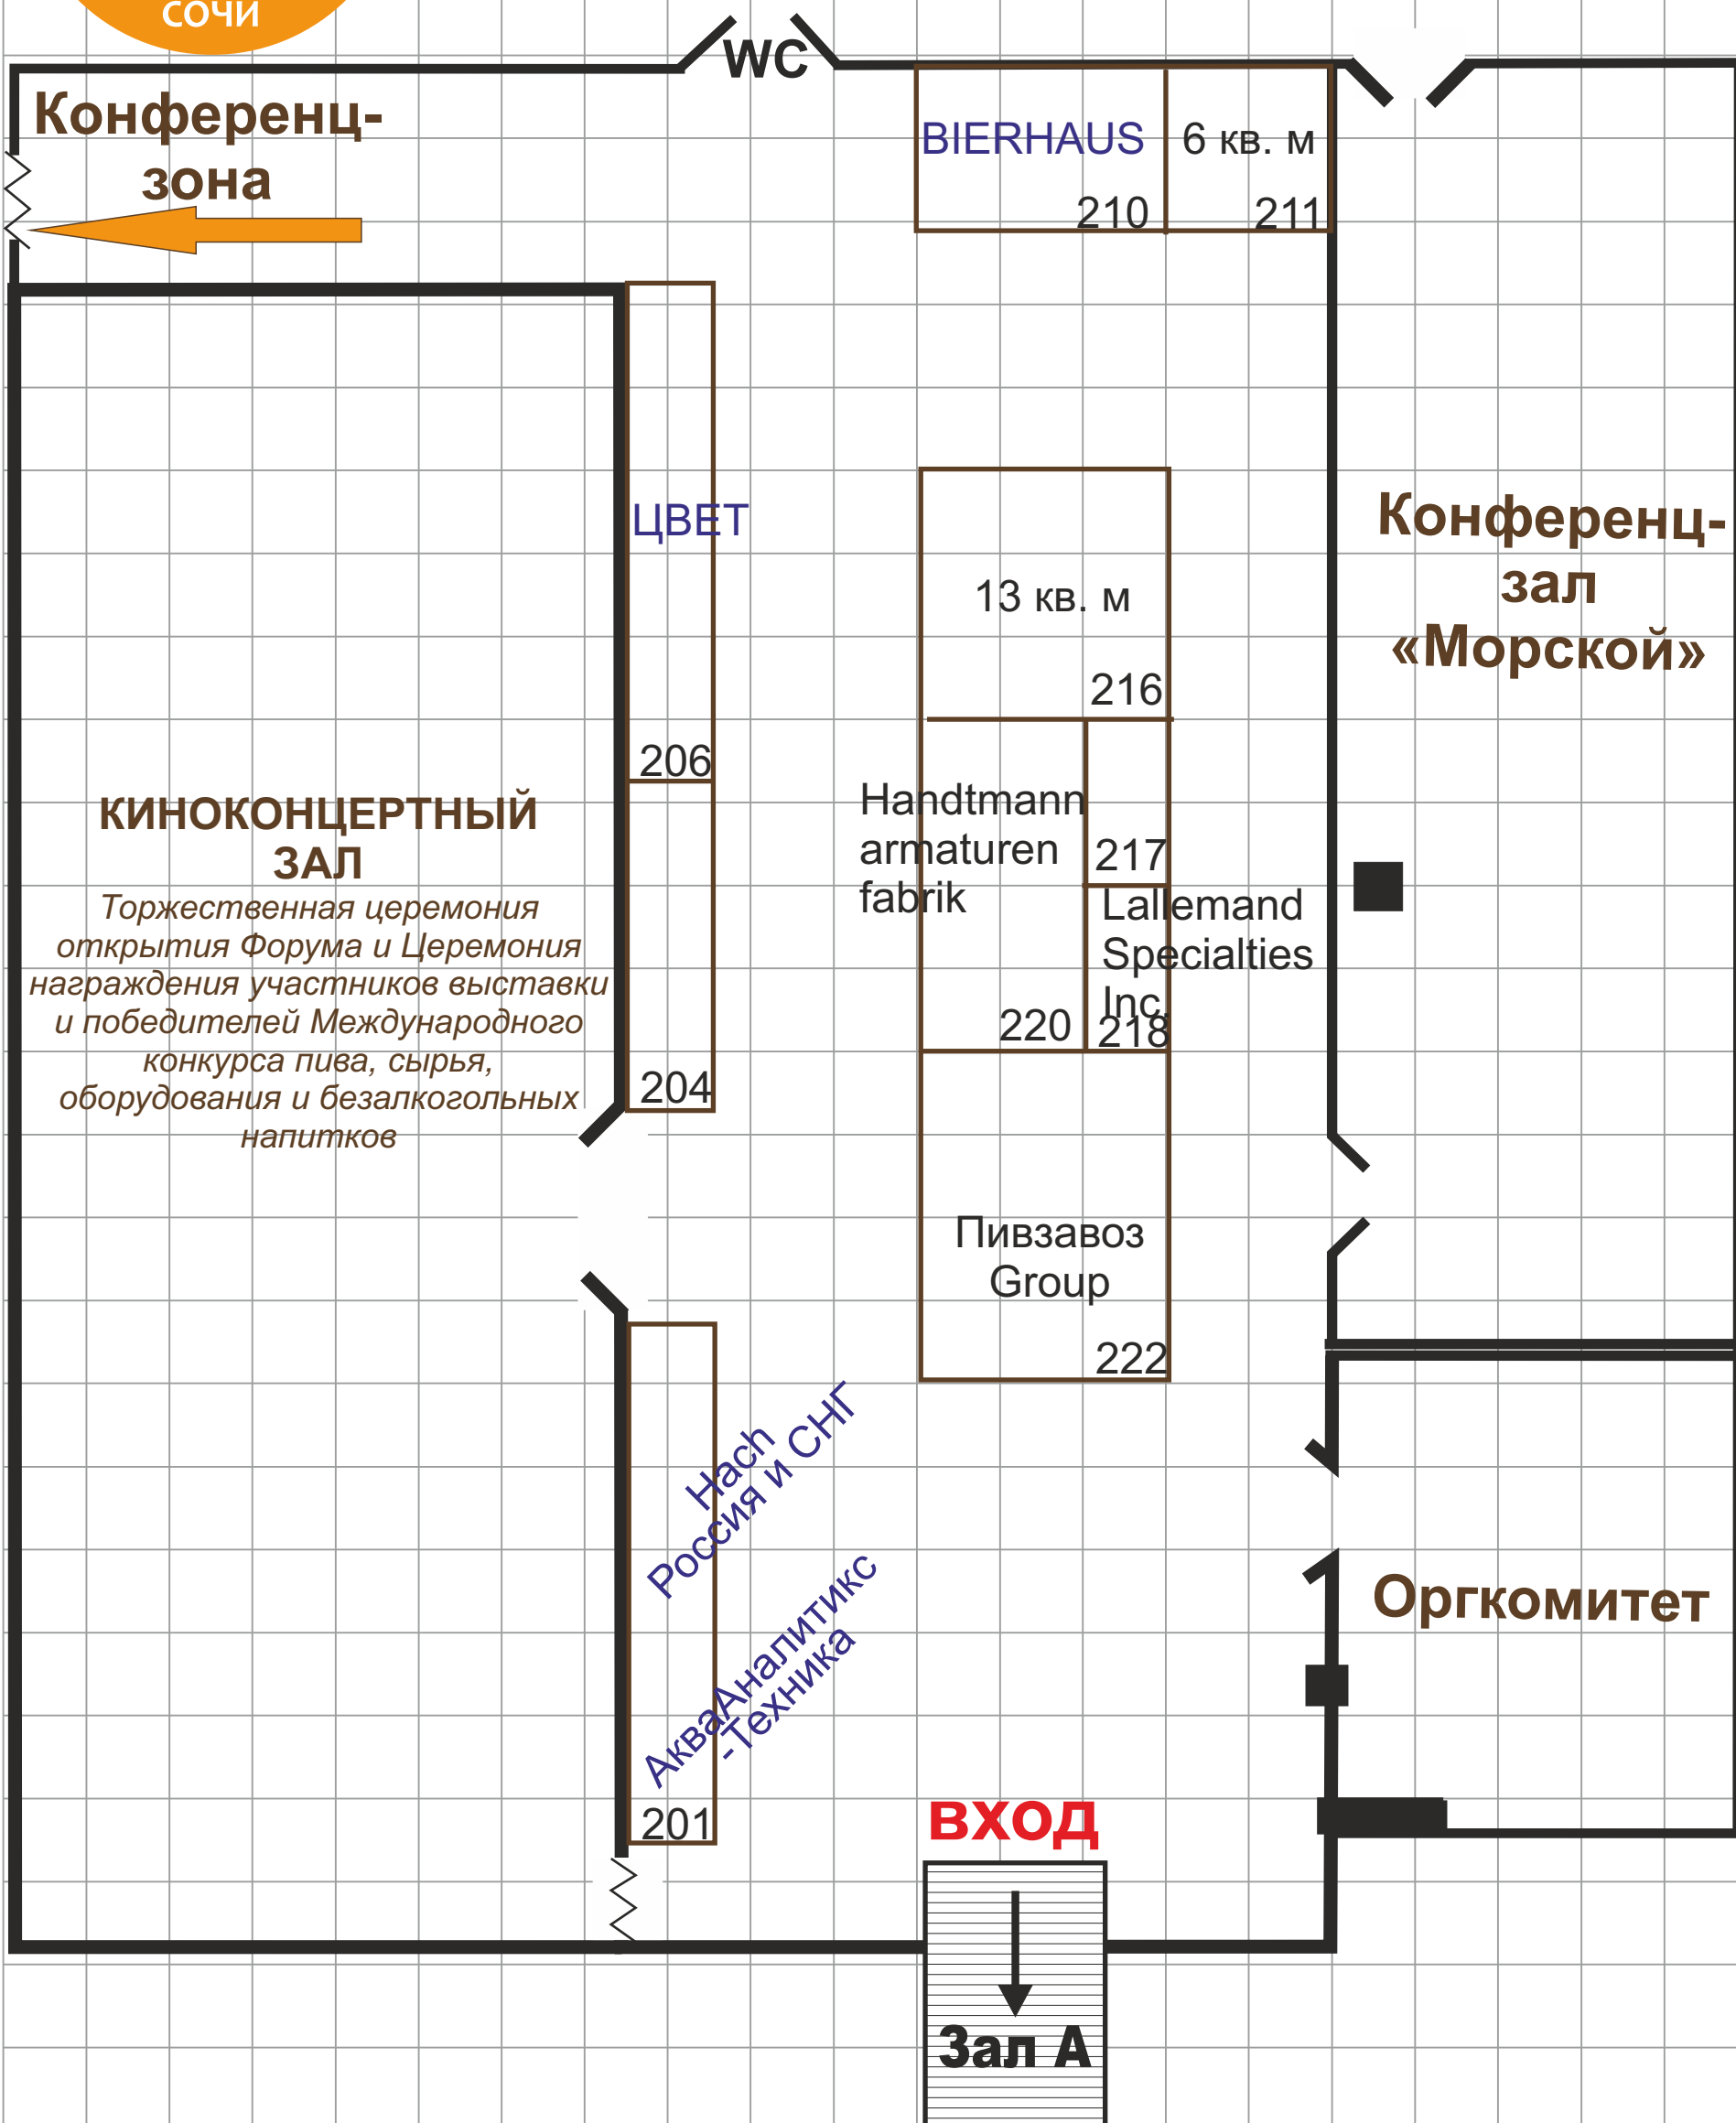 СОЧИ
WC
Конференц-
зона
BIERHAUS
210
6 кв. м
211
ЦВЕТ
206
204
13 кв. м
216
Конференц-
зал
«Морской»
КИНОКОНЦЕРТНЫЙ
ЗАЛ
Торжественная церемония
открытия Форума и Церемония
награждения участников выставки
и победителей Международного
конкурса пива, сырья,
оборудования и безалкогольных
напитков
Handtmann
armaturen
fabrik
220
217
Lallemand
Specialties
Inc.
218
Пивзавоз
Group
222
Hach
Россия и СНГ
АкваАналитикс
-Техника
201
Оргкомитет
ВХОД
Зал А